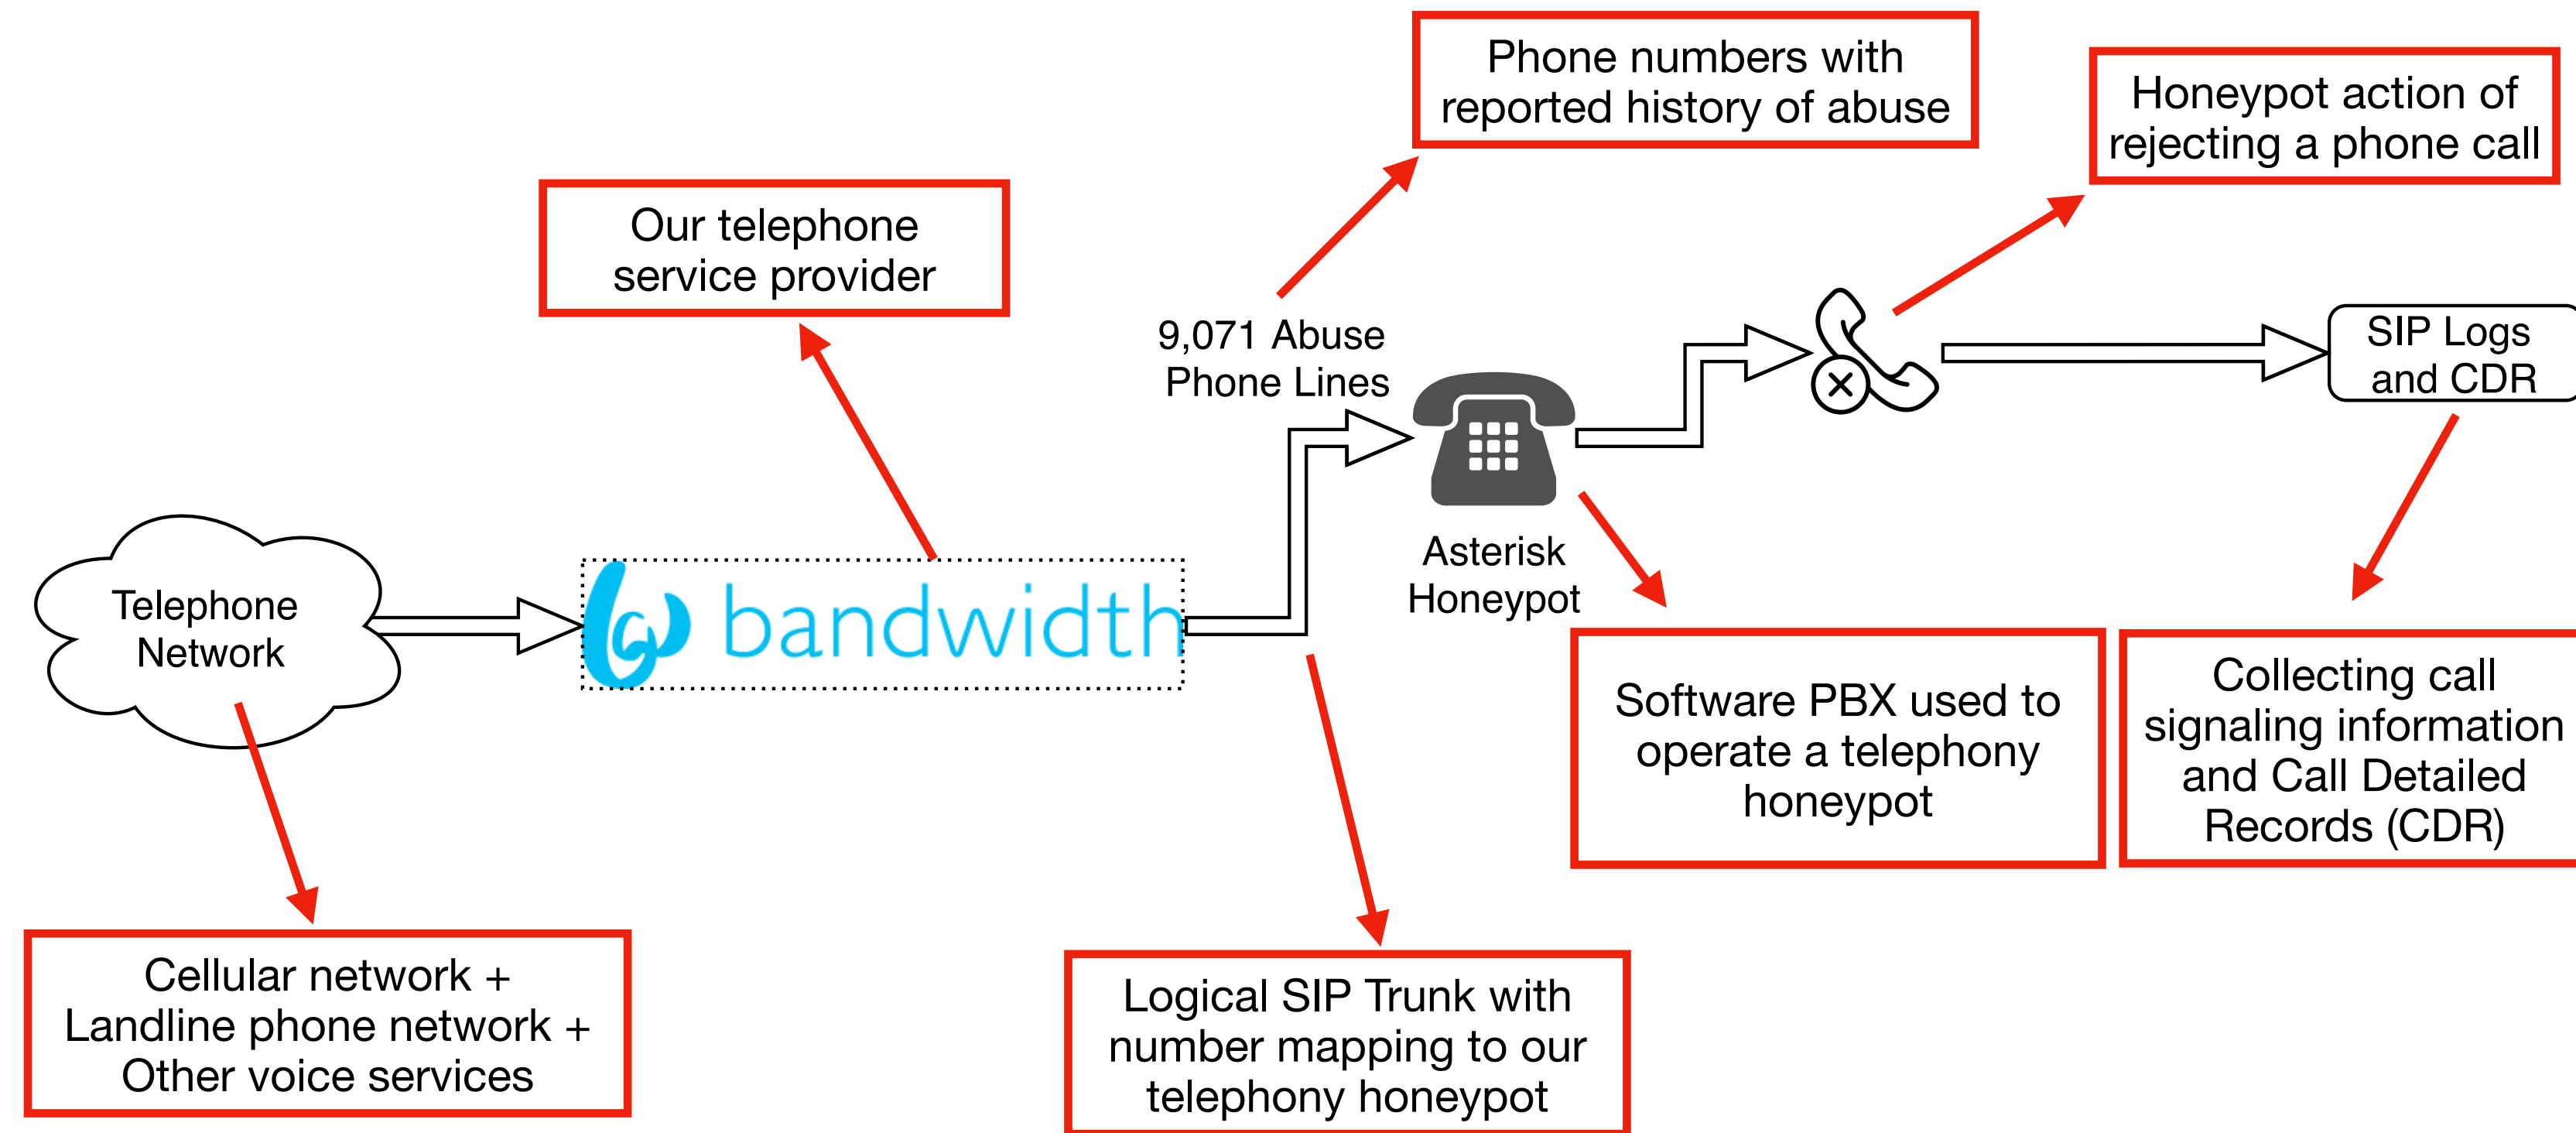 Phone numbers with
reported history of abuse
Honeypot action of
rejecting a phone call
Our telephone
service provider
9,071 Abuse
Phone Lines
SIP Logs
and CDR
Asterisk
Honeypot
Telephone
Network
bandwidth
Software PBX used to
operate a telephony
honeypot
Collecting call
signaling information
and Call Detailed
Records (CDR)
Cellular network +
Landline phone network +
Other voice services
Logical SIP Trunk with
number mapping to our
telephony honeypot